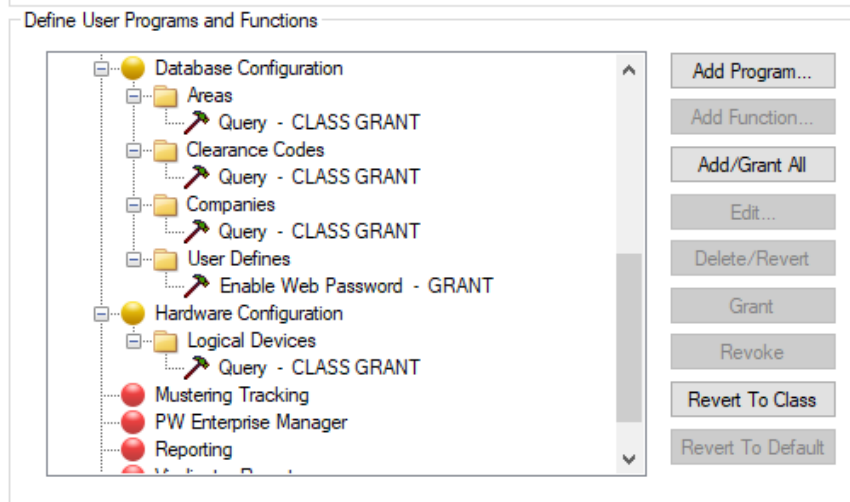 Define User Programs and Functions
Database Configuration
Areas
Query - CLASS GRANT
Clearance Codes
Query - CLASS GRANT
Companies
Query - CLASS GRANT
User Defines
Enable Web Password - GRANT
Hardware Configuration
Logical Devices
Query - CLASS GRANT
Mustering Tracking
PW Enterprise Manager
Reporting
Add Program...
Add Function...
Add/Grant All
Edit...
Delete/Revert
Grant
Revoke
Revert To Class
Revert To Default